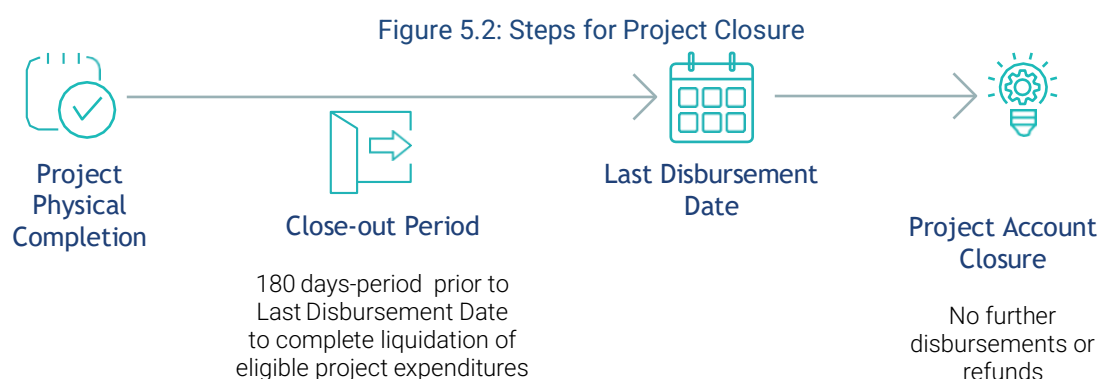 Figure 5.2: Steps for Project Closure
Project
Physical
Completion
Close-out Period
180 days-period prior to
Last Disbursement Date
to complete liquidation of
eligible project expenditures
Last Disbursement
Date
Project Account
Closure
No further
disbursements or
refunds